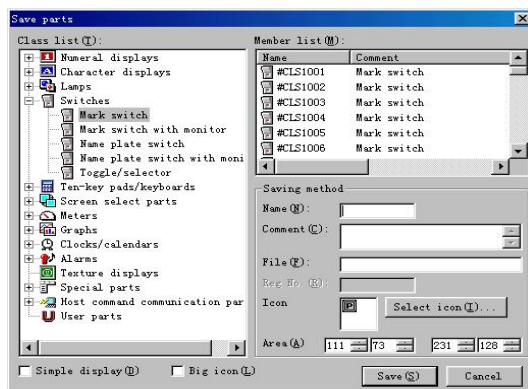 Save parts
Class list(T):
Numeral displays
Character displays
Lamps
Switches
Mark switch
Mark switch with monitor
Name plate switch
Name plate switch with moni
Toggle/selector
Ten-key pads/keyboards
Screen select parts
Meters
Graphs
Clocks/calendars
Alarms
Texture displays
Special parts
Host command communication par
User parts
Simple display(D)
Big icon(L)
Member list(M):
Name Comment
#CLS1001 Mark switch
#CLS1002 Mark switch
#CLS1003 Mark switch
#CLS1004 Mark switch
#CLS1005 Mark switch
#CLS1006 Mark switch
Saving method
Name(N):
Comment(C):
File(F):
Reg No. (R):
Icon
P
Select icon(I)...
Area(A) 111 73 231 128
Save(S)
Cancel